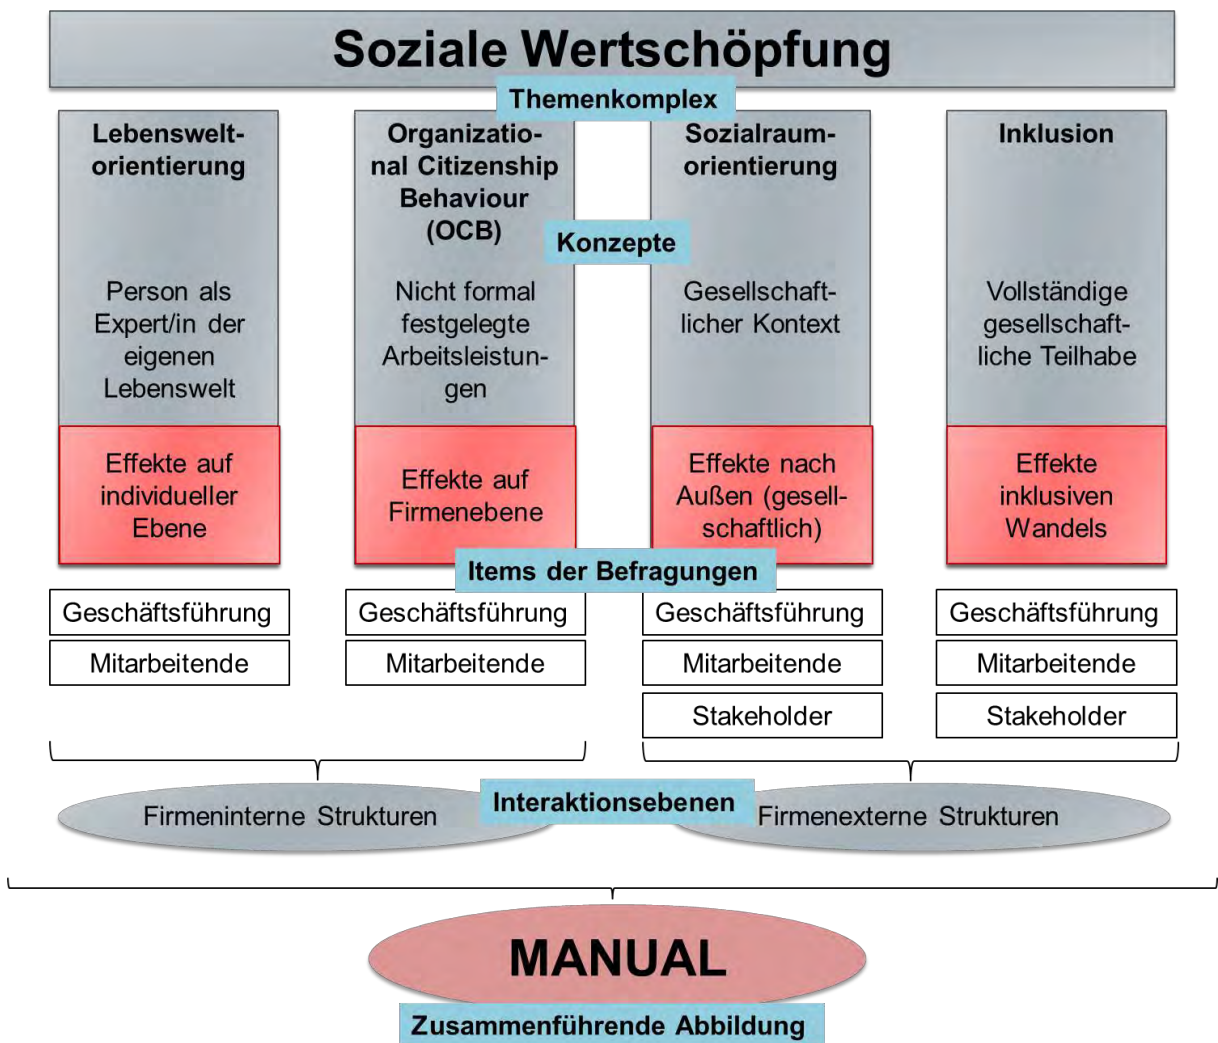 Soziale Wertschöpfung
Themenkomplex
Lebenswelt-
orientierung
Person als
Expert/in der
eigenen
Lebenswelt
Organizatio-
nal Citizenship
Behaviour
(OCB)
Nicht formal
festgelegte
Arbeitsleistun-
gen
Sozialraum-
orientierung
Gesellschaft-
licher Kontext
Inklusion
Vollständige
gesellschaft-
liche Teilhabe
Konzepte
Effekte auf
individueller
Ebene
Effekte auf
Firmenebene
Effekte nach
Außen (gesell-
schaftlich)
Effekte
inklusiven
Wandels
Items der Befragungen
Geschäftsführung
Mitarbeitende
Geschäftsführung
Mitarbeitende
Geschäftsführung
Mitarbeitende
Stakeholder
Geschäftsführung
Mitarbeitende
Stakeholder
Interaktionsebenen
Firmeninterne Strukturen
Firmenexterne Strukturen
MANUAL
Zusammenführende Abbildung